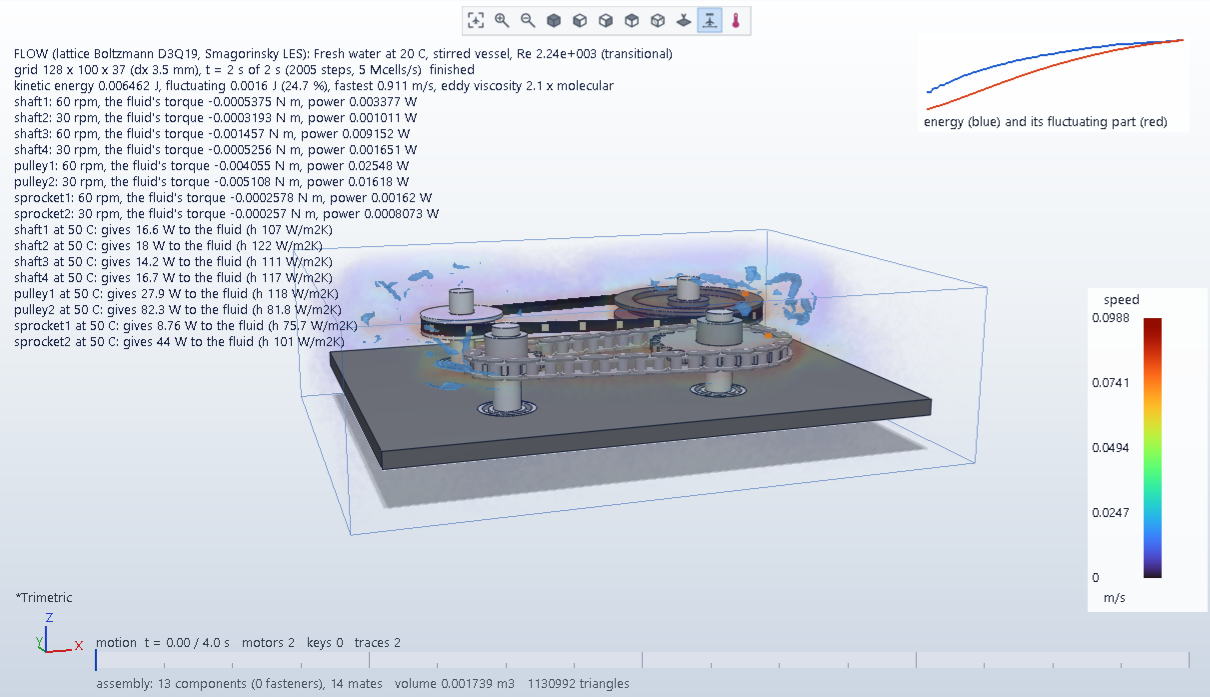 FLOW (lattice Boltzmann D3Q19, Smagorinsky LES): Fresh water at 20 C, stirred vessel, Re 2.24e+003 (transitional)
grid 128 x 100 x 37 (dx 3.5 mm), t = 2 s of 2 s (2005 steps, 5 Mcells/s)  finished
kinetic energy 0.006462 J, fluctuating 0.0016 J (24.7 %), fastest 0.911 m/s, eddy viscosity 2.1 x molecular
shaft1: 60 rpm, the fluid's torque -0.0005375 N m, power 0.003377 W
shaft2: 30 rpm, the fluid's torque -0.0003193 N m, power 0.001011 W
shaft3: 60 rpm, the fluid's torque -0.001457 N m, power 0.009152 W
shaft4: 30 rpm, the fluid's torque -0.0005256 N m, power 0.001651 W
pulley1: 60 rpm, the fluid's torque -0.004055 N m, power 0.02548 W
pulley2: 30 rpm, the fluid's torque -0.005108 N m, power 0.01618 W
sprocket1: 60 rpm, the fluid's torque -0.0002578 N m, power 0.00162 W
sprocket2: 30 rpm, the fluid's torque -0.000257 N m, power 0.0008073 W
shaft1 at 50 C: gives 16.6 W to the fluid (h 107 W/m2K)
shaft2 at 50 C: gives 18 W to the fluid (h 122 W/m2K)
shaft3 at 50 C: gives 14.2 W to the fluid (h 111 W/m2K)
shaft4 at 50 C: gives 16.7 W to the fluid (h 117 W/m2K)
pulley1 at 50 C: gives 27.9 W to the fluid (h 118 W/m2K)
pulley2 at 50 C: gives 82.3 W to the fluid (h 81.8 W/m2K)
sprocket1 at 50 C: gives 8.76 W to the fluid (h 75.7 W/m2K)
sprocket2 at 50 C: gives 44 W to the fluid (h 101 W/m2K)
energy (blue) and its fluctuating part (red)
speed
0.0988
0.0741
0.0494
0.0247
0
m/s
*Trimetric
Z
Y
X
motion  t = 0.00 / 4.0 s   motors 2   keys 0   traces 2
assembly: 13 components (0 fasteners), 14 mates   volume 0.001739 m3   1130992 triangles